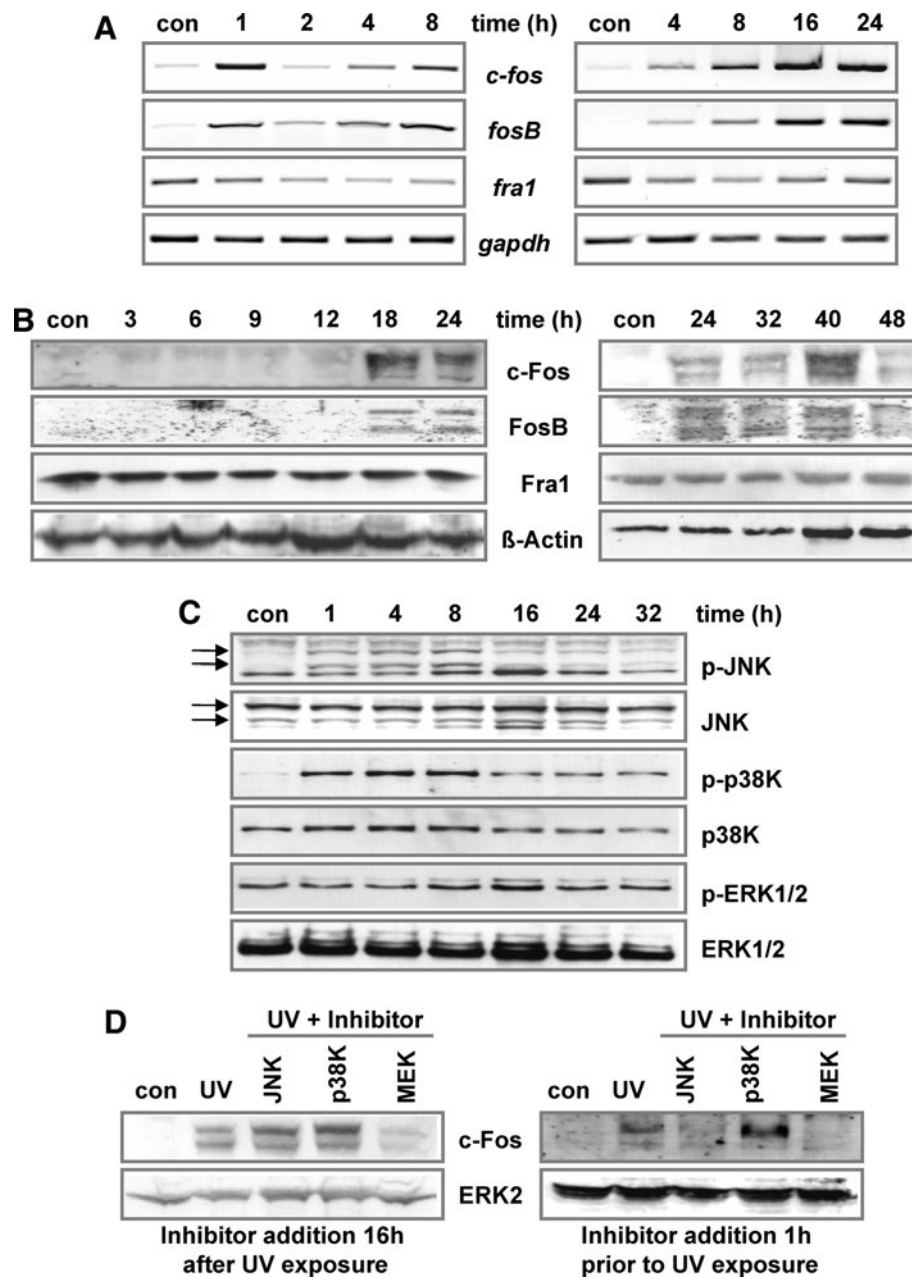 A con 1 2 4 8 time (h) con 4 8 16 24
c-fos
fosB
fra1
gapdh
B con 3 6 9 12 18 24 time (h) con 24 32 40 48
c-Fos
FosB
Fra1
ß-Actin
C con 1 4 8 16 24 32 time (h)
p-JNK
JNK
p-p38K
p38K
p-ERK1/2
ERK1/2
D UV + Inhibitor UV + Inhibitor
con UV JNK p38K MEK con UV JNK p38K MEK
c-Fos
ERK2
Inhibitor addition 16h Inhibitor addition 1h
after UV exposure prior to UV exposure